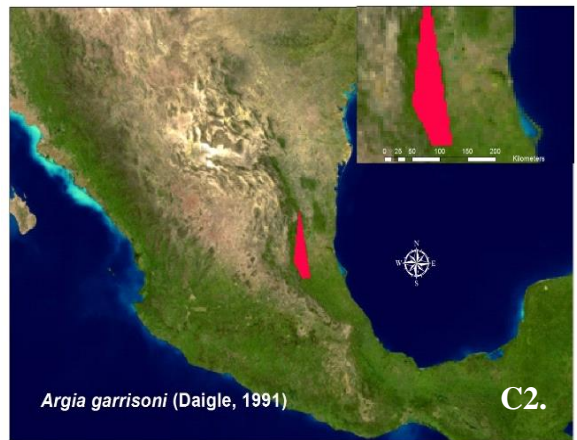 0 25 50 100 150 200
Kilometers
N
W E
S
Argia garrisoni (Daigle, 1991)
C2.